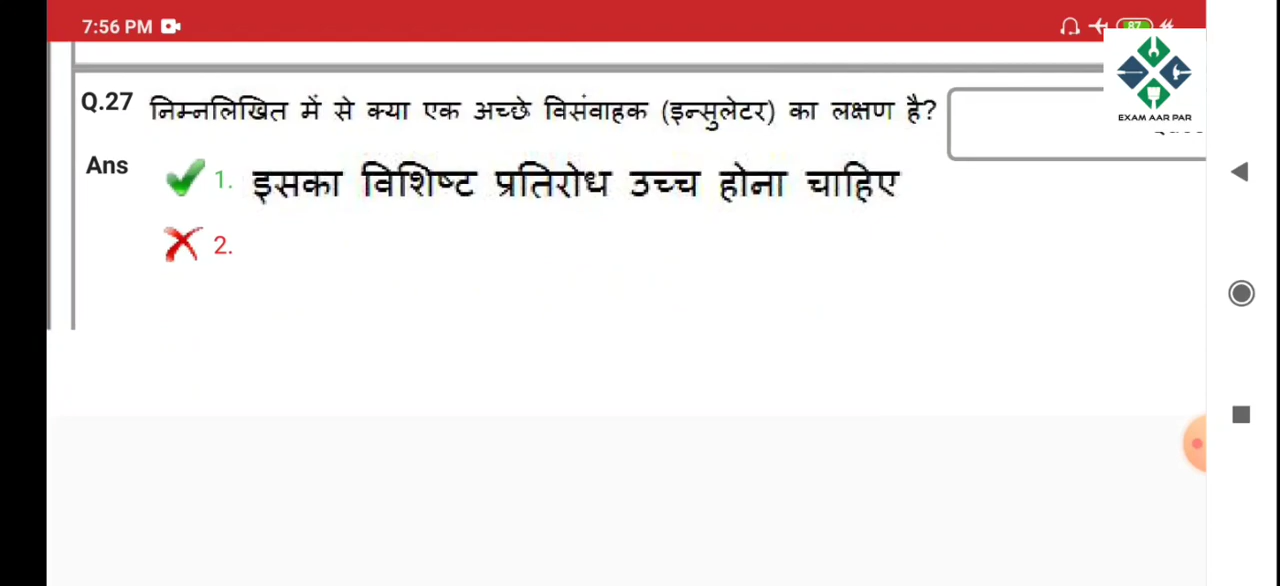 7:56 PM
87
EXAM AAR PAR
Q.27 निम्नलिखित में से क्या एक अच्छे विसंवाहक (इन्सुलेटर) का लक्षण है?
Ans
1. इसका विशिष्ट प्रतिरोध उच्च होना चाहिए
2.